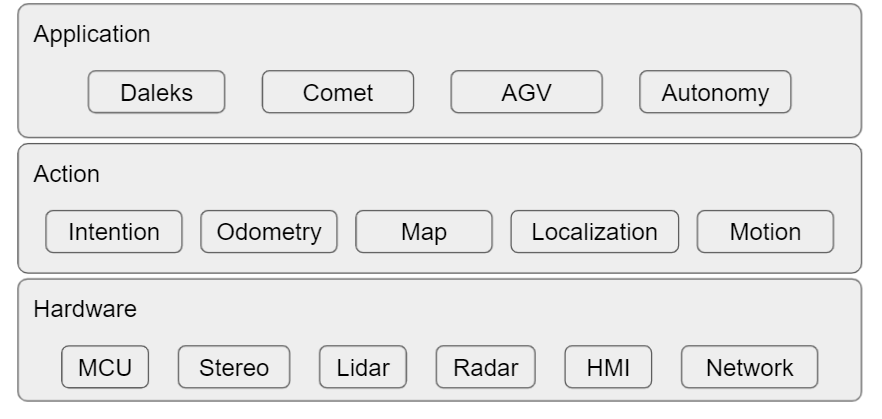 Application
Daleks Comet AGV Autonomy
Action
Intention Odometry Map Localization Motion
Hardware
MCU Stereo Lidar Radar HMI Network